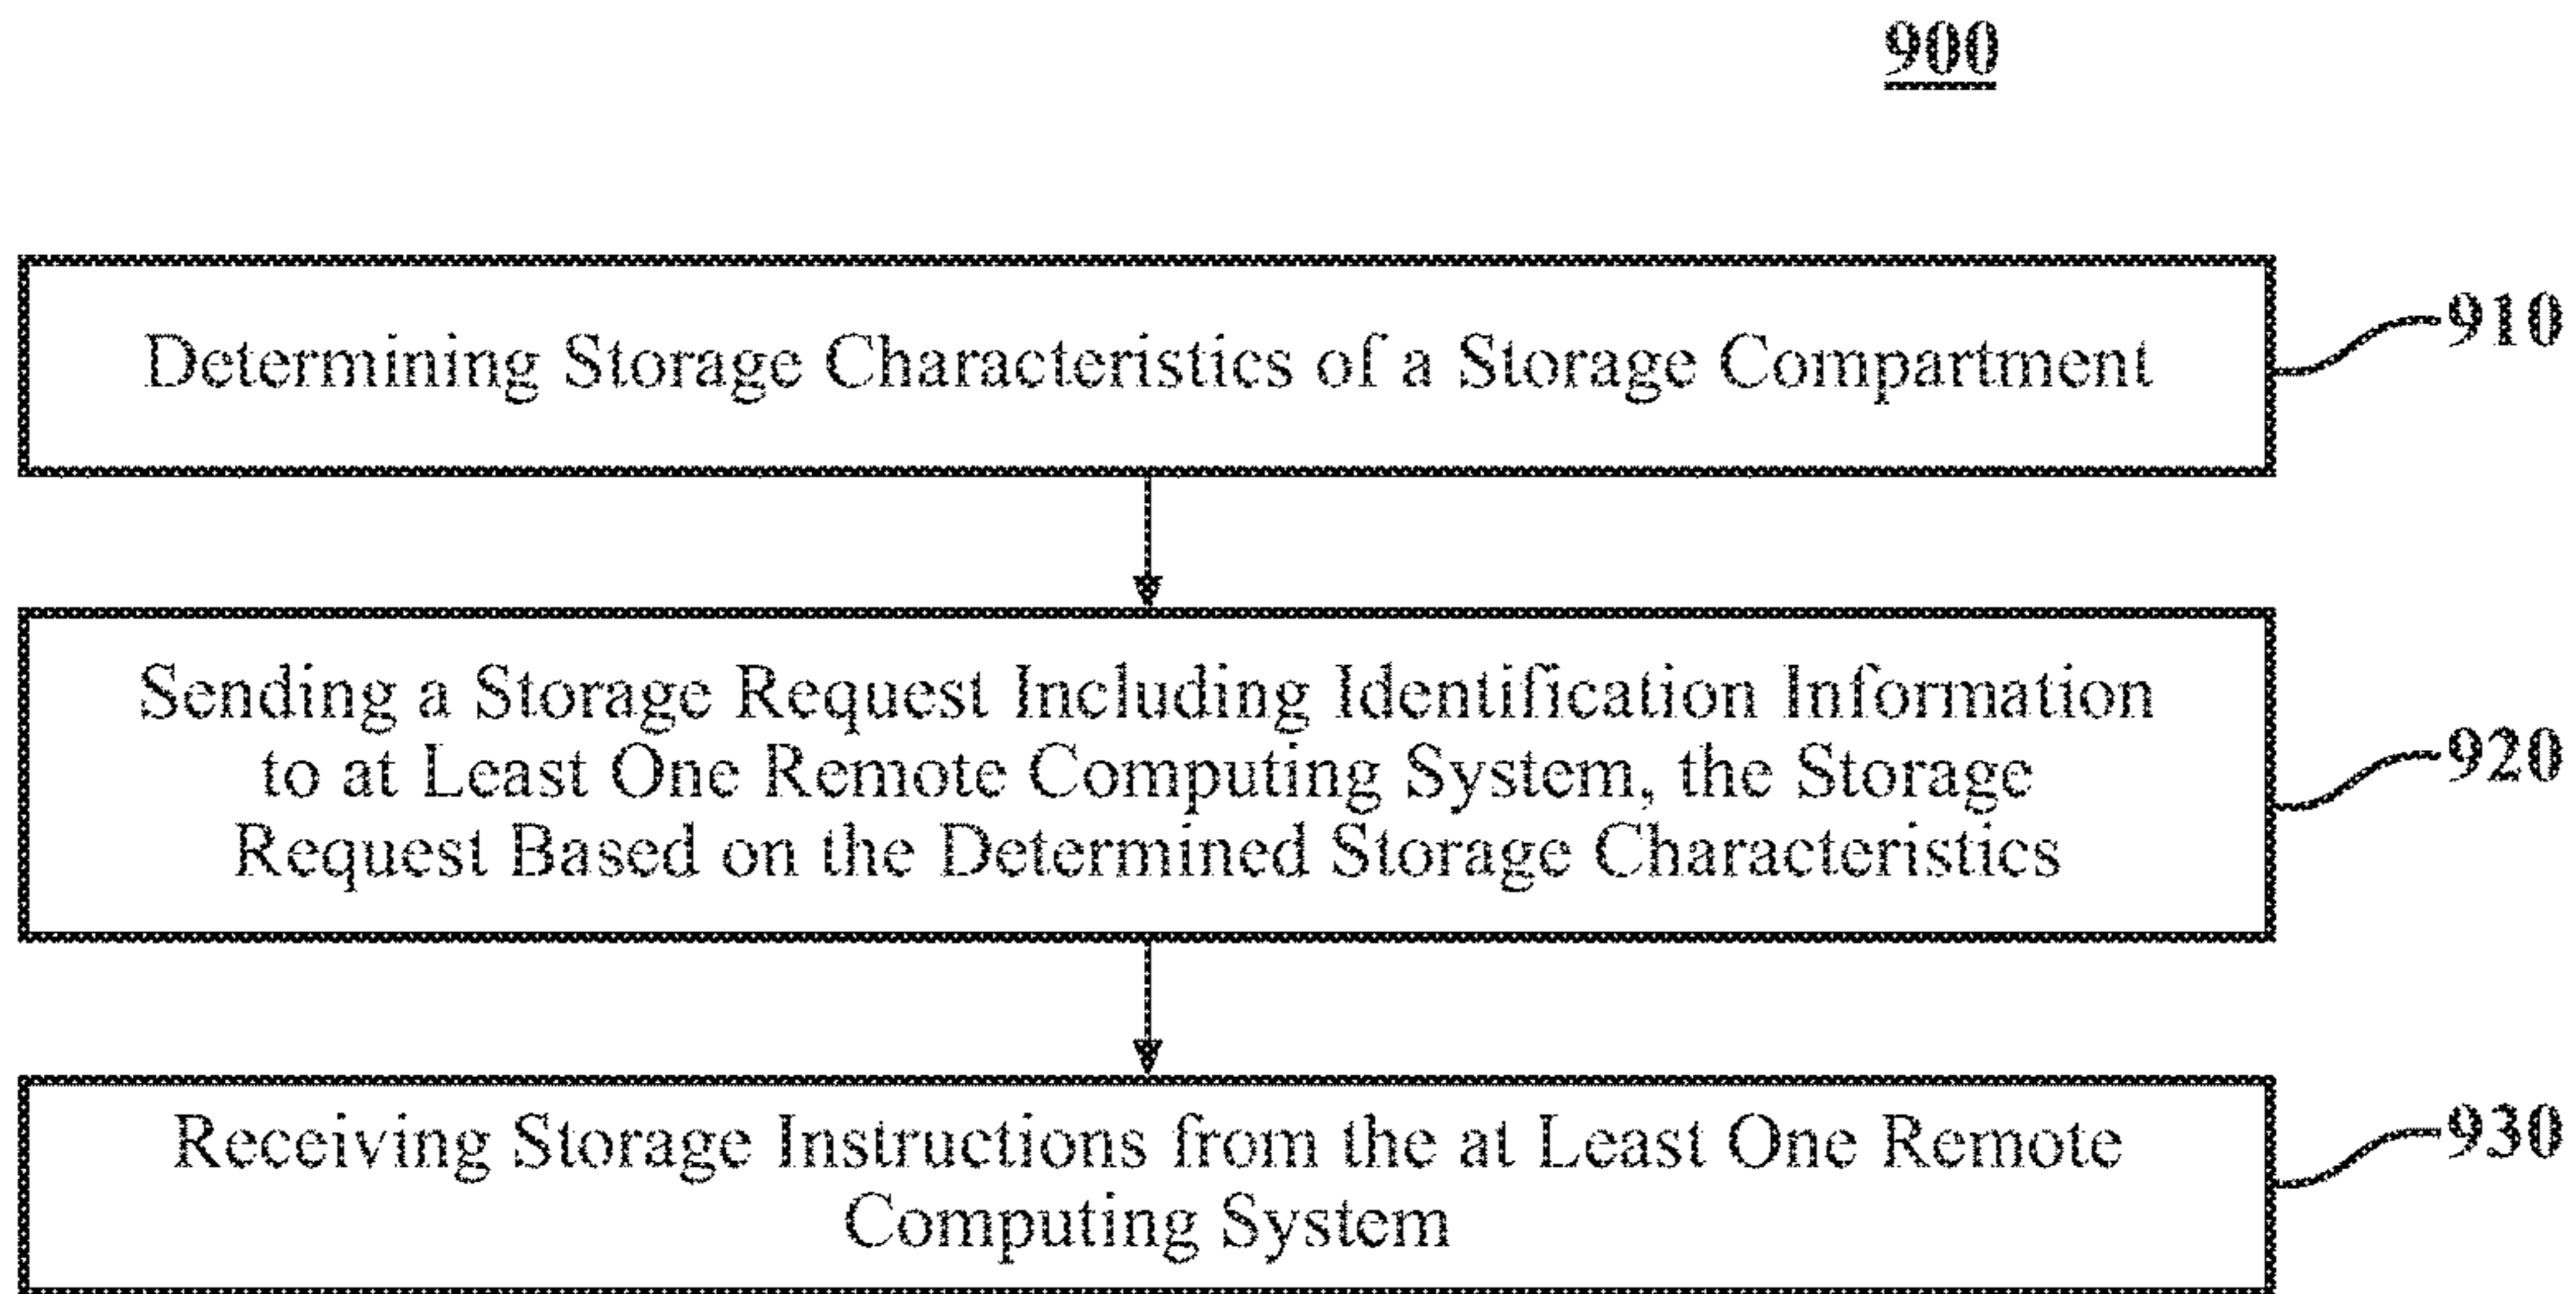 900
Determining Storage Characteristics of a Storage Compartment
910
Sending a Storage Request Including Identification Information
to at Least One Remote Computing System, the Storage
Request Based on the Determined Storage Characteristics
920
Receiving Storage Instructions from the at Least One Remote
Computing System
930